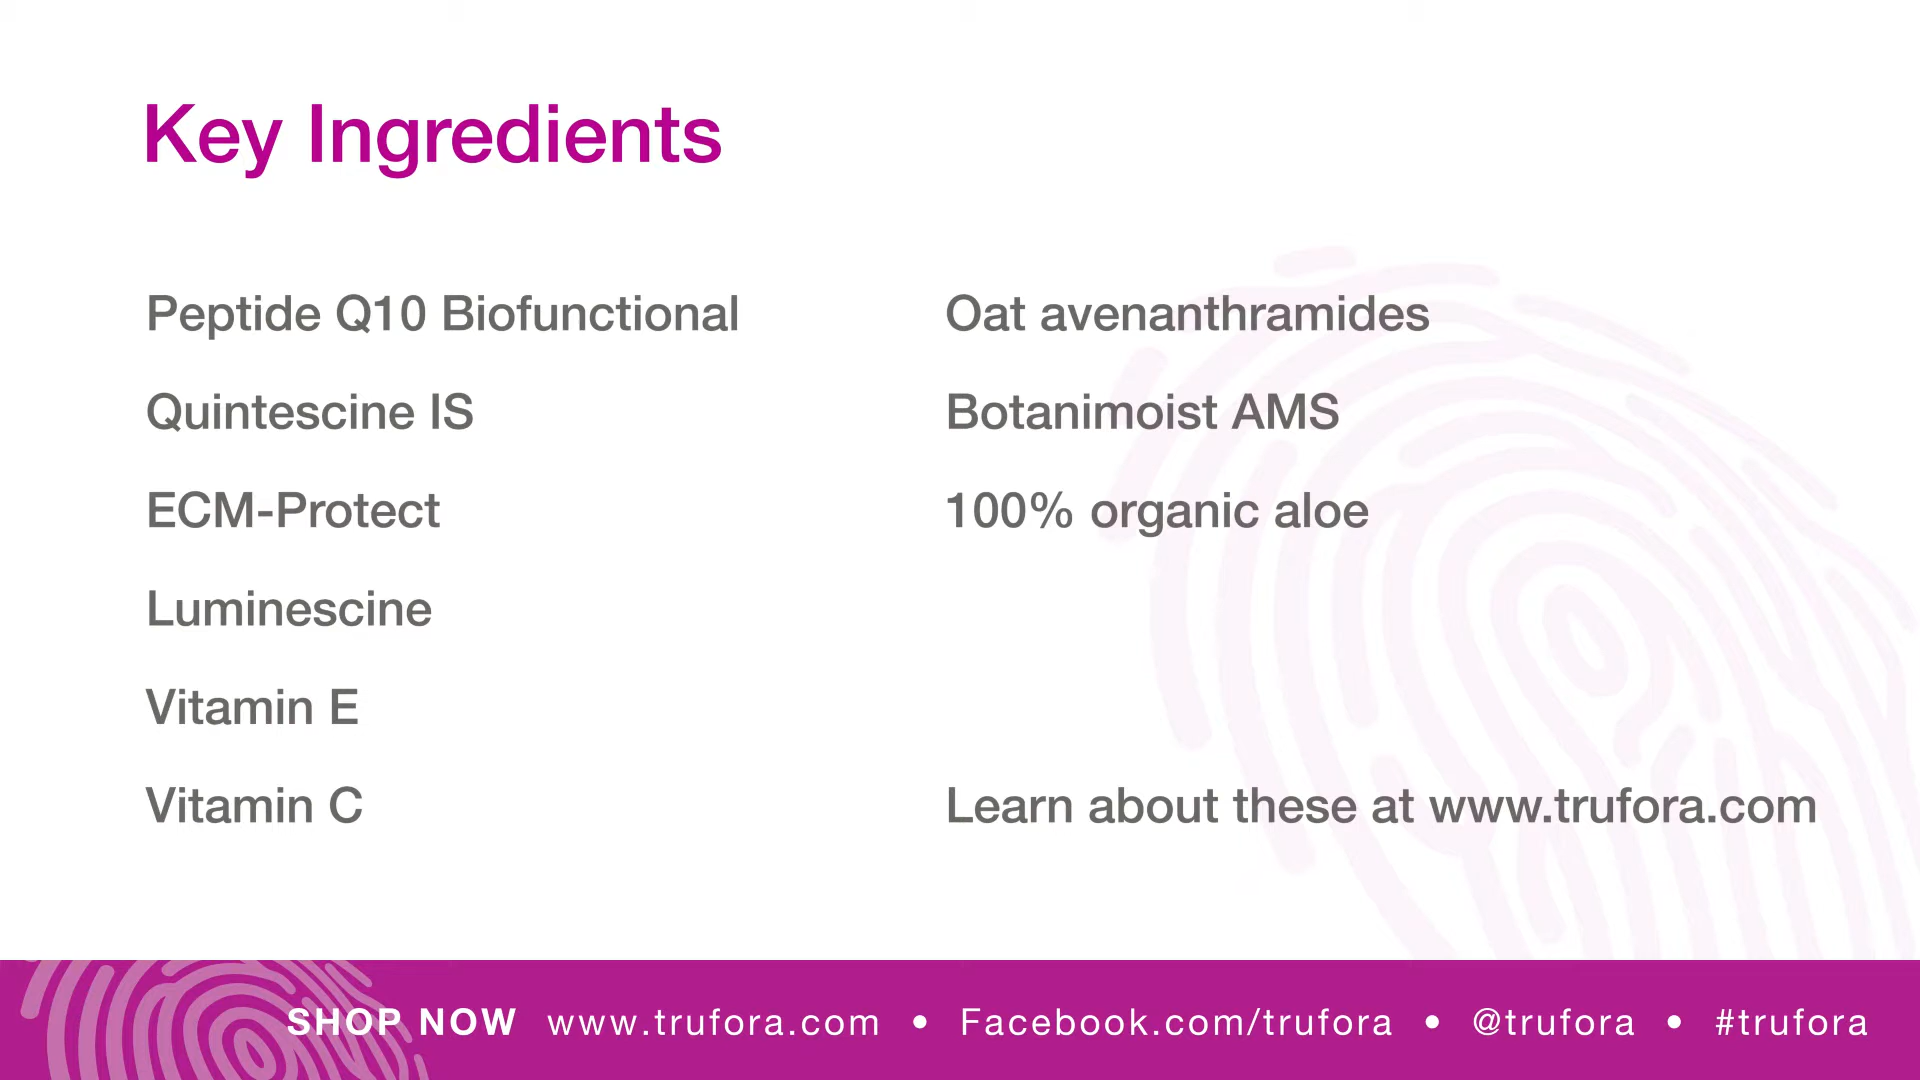 Key Ingredients
Peptide Q10 Biofunctional
Quintescine IS
ECM-Protect
Luminescine
Vitamin E
Vitamin C
Oat avenanthramides
Botanimoist AMS
100% organic aloe
Learn about these at www.trufora.com
SHOP NOW www.trufora.com • Facebook.com/trufora • @trufora • #trufora